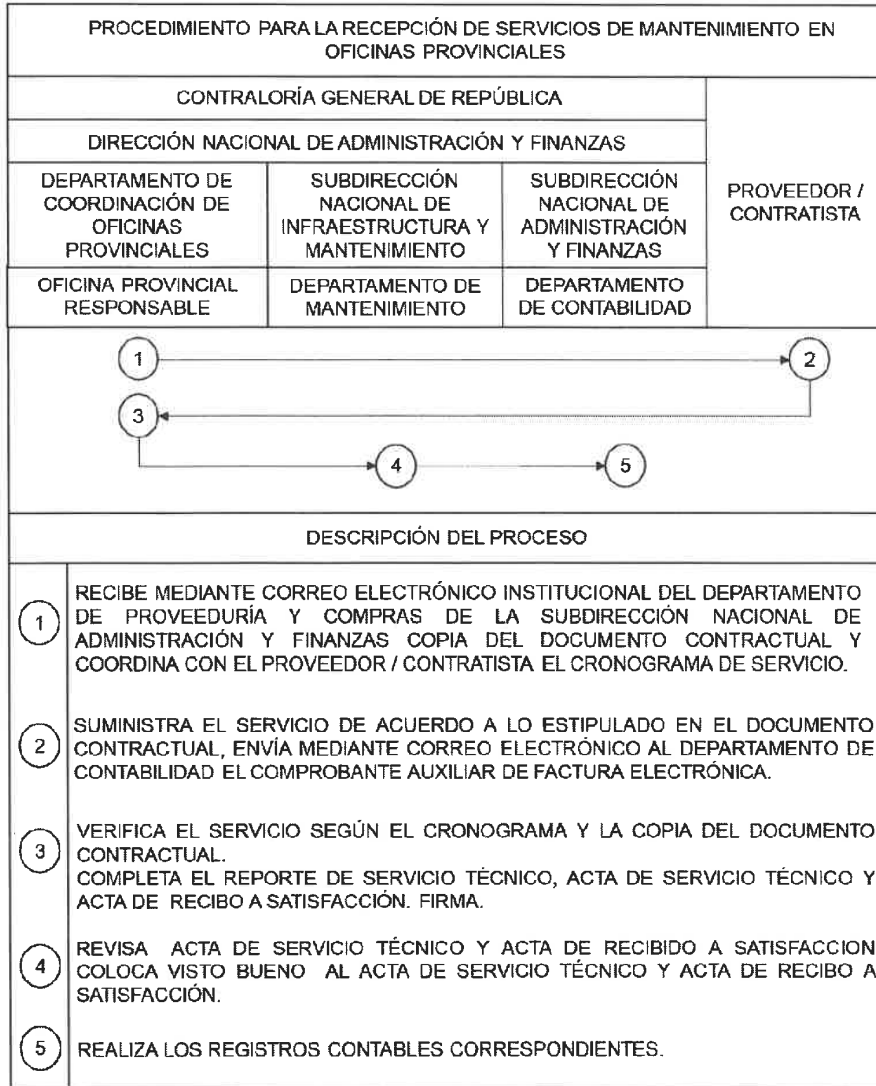 PROCEDIMIENTO PARA LA RECEPCIÓN DE SERVICIOS DE MANTENIMIENTO EN
OFICINAS PROVINCIALES
CONTRALORÍA GENERAL DE REPÚBLICA
DIRECCIÓN NACIONAL DE ADMINISTRACIÓN Y FINANZAS
DEPARTAMENTO DE
COORDINACIÓN DE
OFICINAS
PROVINCIALES
SUBDIRECCIÓN
NACIONAL DE
INFRAESTRUCTURA Y
MANTENIMIENTO
SUBDIRECCIÓN
NACIONAL DE
ADMINISTRACIÓN
Y FINANZAS
PROVEEDOR /
CONTRATISTA
OFICINA PROVINCIAL
RESPONSABLE
DEPARTAMENTO DE
MANTENIMIENTO
DEPARTAMENTO
DE CONTABILIDAD
1
2
3
4
5
DESCRIPCIÓN DEL PROCESO
1
RECIBE MEDIANTE CORREO ELECTRÓNICO INSTITUCIONAL DEL DEPARTAMENTO
DE PROVEEDURÍA Y COMPRAS DE LA SUBDIRECCIÓN NACIONAL DE
ADMINISTRACIÓN Y FINANZAS COPIA DEL DOCUMENTO CONTRACTUAL Y
COORDINA CON EL PROVEEDOR / CONTRATISTA EL CRONOGRAMA DE SERVICIO.
2
SUMINISTRA EL SERVICIO DE ACUERDO A LO ESTIPULADO EN EL DOCUMENTO
CONTRACTUAL, ENVÍA MEDIANTE CORREO ELECTRÓNICO AL DEPARTAMENTO DE
CONTABILIDAD EL COMPROBANTE AUXILIAR DE FACTURA ELECTRÓNICA.
3
VERIFICA EL SERVICIO SEGÚN EL CRONOGRAMA Y LA COPIA DEL DOCUMENTO
CONTRACTUAL.
COMPLETA EL REPORTE DE SERVICIO TÉCNICO, ACTA DE SERVICIO TÉCNICO Y
ACTA DE RECIBO A SATISFACCIÓN. FIRMA.
4
REVISA ACTA DE SERVICIO TÉCNICO Y ACTA DE RECIBIDO A SATISFACCION
COLOCA VISTO BUENO AL ACTA DE SERVICIO TÉCNICO Y ACTA DE RECIBO A
SATISFACCIÓN.
5
REALIZA LOS REGISTROS CONTABLES CORRESPONDIENTES.